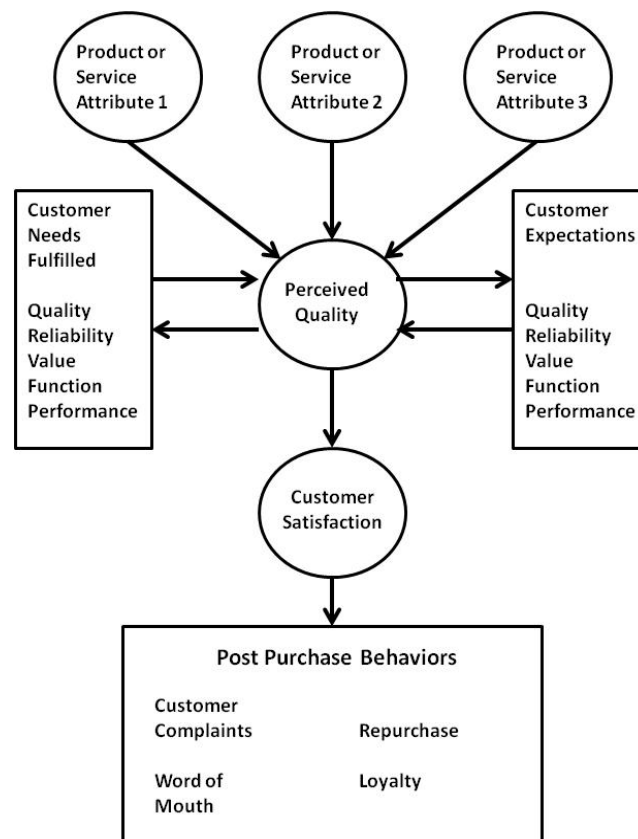 Product or
Service
Attribute 1
Product or
Service
Attribute 2
Product or
Service
Attribute 3
Customer
Needs
Fulfilled
Quality
Reliability
Value
Function
Performance
Perceived
Quality
Customer
Expectations
Quality
Reliability
Value
Function
Performance
Customer
Satisfaction
Post Purchase Behaviors
Customer
Complaints
Repurchase
Word of
Mouth
Loyalty